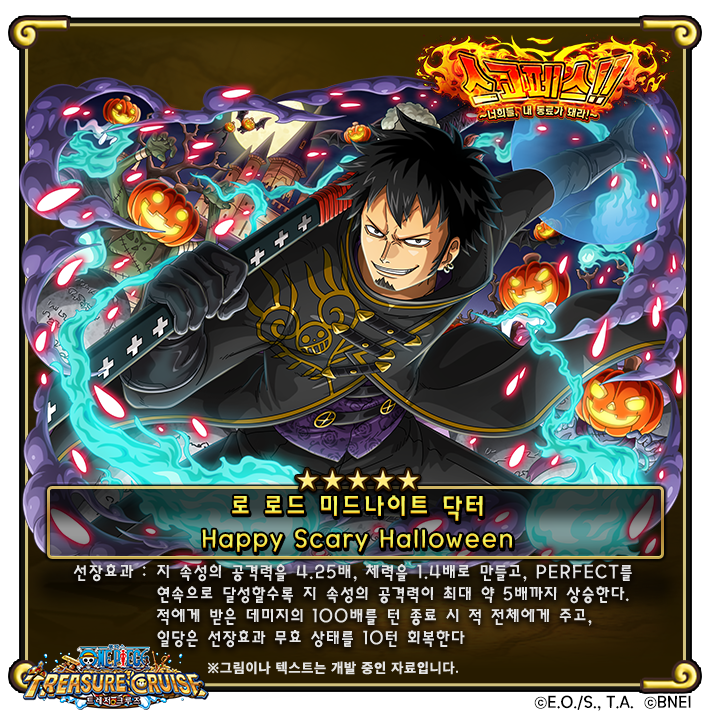 스고페스!!
~너희들, 내 동료가 돼라!~
로 로드 미드나이트 닥터
Happy Scary Halloween
선장효과 : 지 속성의 공격력을 4.25배, 체력을 1.4배로 만들고, PERFECT를
연속으로 달성할수록 지 속성의 공격력이 최대 약 5배까지 상승한다.
적에게 받은 데미지의 100배를 턴 종료 시 적 전체에게 주고,
일당은 선장효과 무효 상태를 10턴 회복한다
※그림이나 텍스트는 개발 중인 자료입니다.
ONE PIECE
TREASURE CRUISE
트레저 크루즈
©E.O./S., T.A. ©BNEI